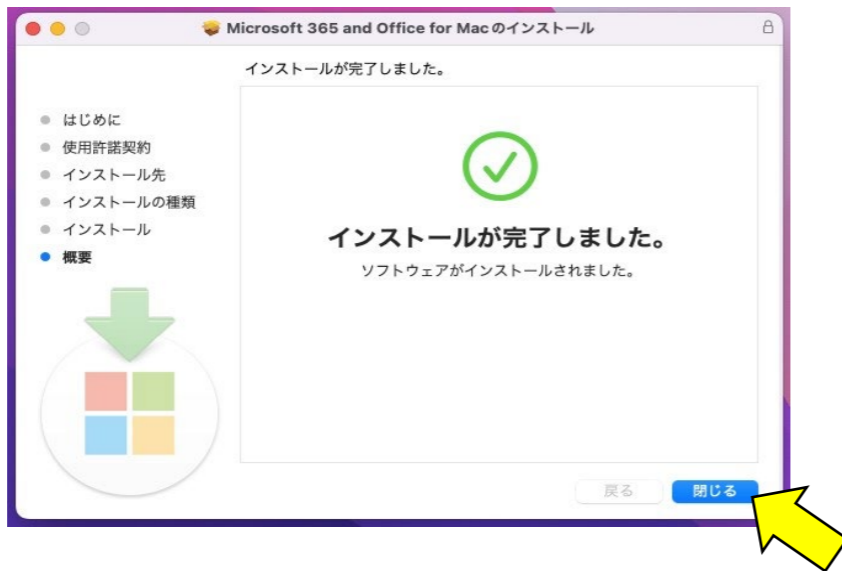 Microsoft 365 and Office for Mac のインストール
インストールが完了しました。
はじめに
使用許諾契約
インストール先
インストールの種類
インストール
概要
インストールが完了しました。
ソフトウェアがインストールされました。
戻る
閉じる